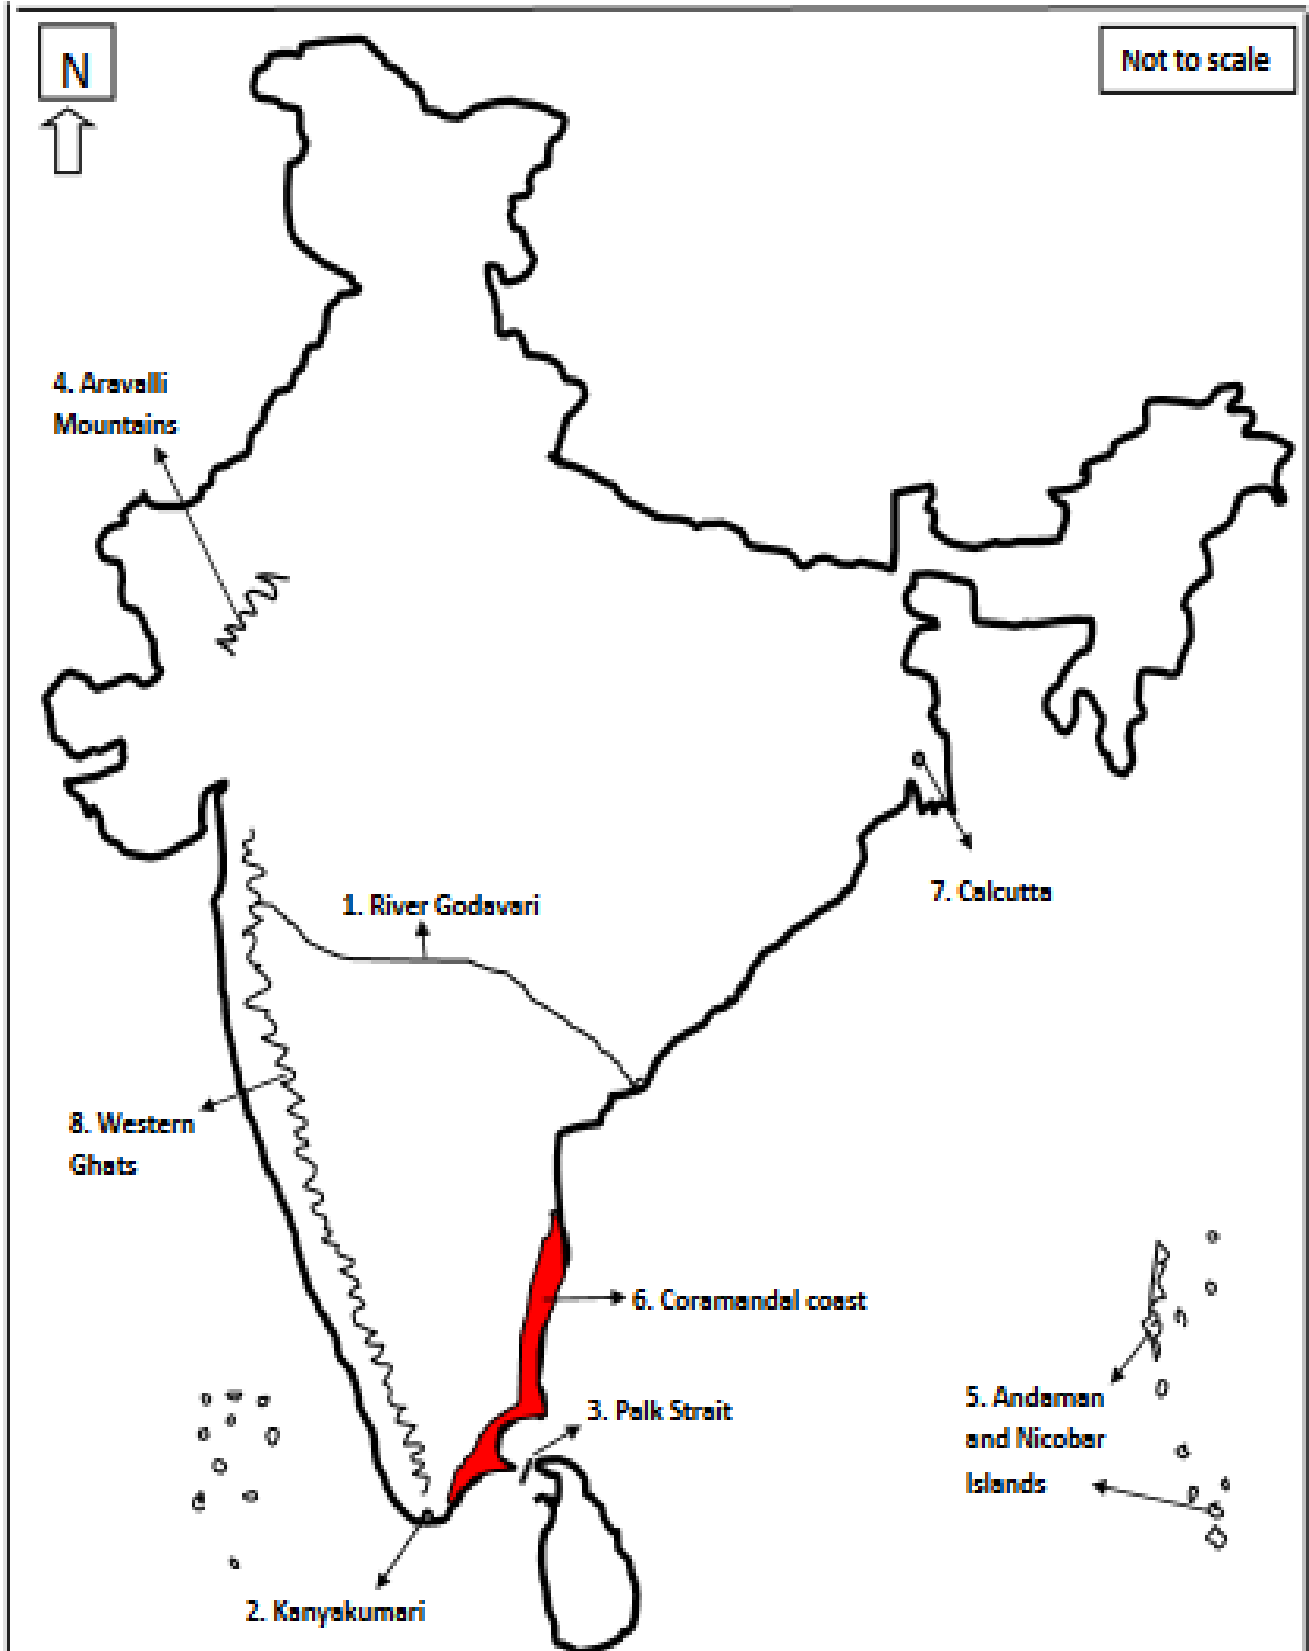 N
Not to scale
4. Aravalli
Mountains
7. Calcutta
1. River Godavari
8. Western
Ghats
6. Coramandal coast
5. Andaman
and Nicobar
Islands
3. Palk Strait
2. Kanyakumari